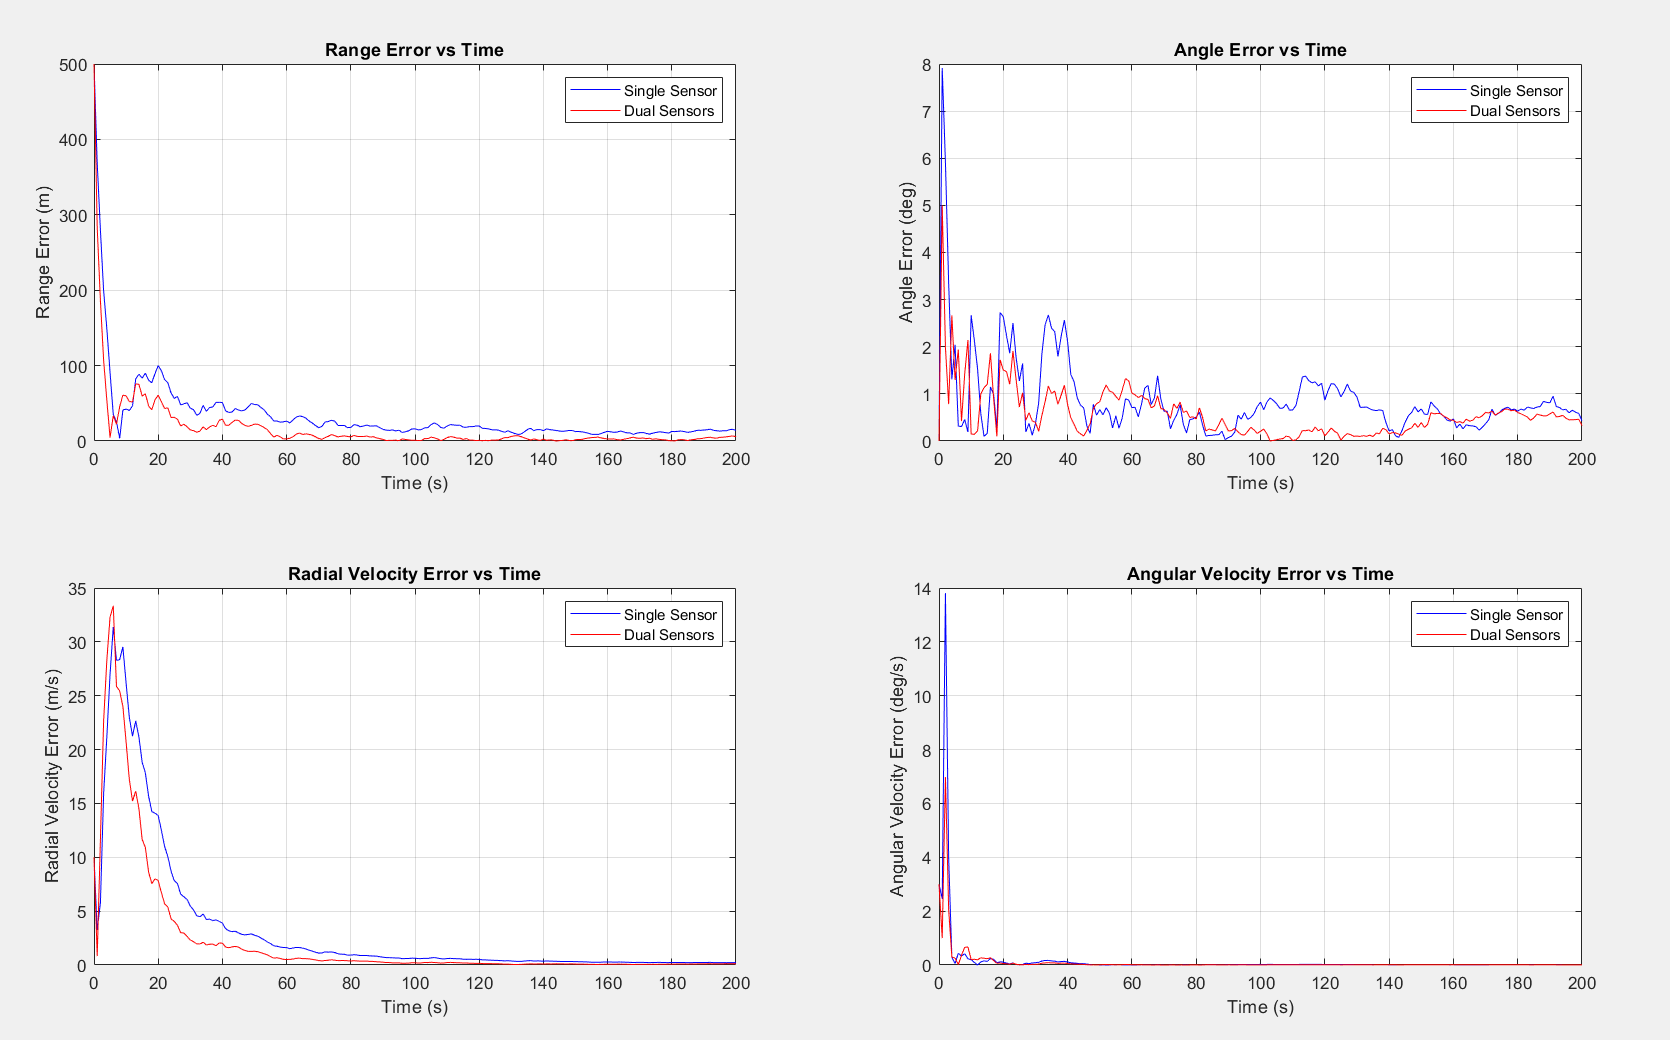 Range Error vs Time
500
400
300
200
100
0
0 20 40 60 80 100 120 140 160 180 200
Range Error (m)
Time (s)
Single Sensor
Dual Sensors
Angle Error vs Time
8
7
6
5
4
3
2
1
0
0 20 40 60 80 100 120 140 160 180 200
Angle Error (deg)
Time (s)
Single Sensor
Dual Sensors
Radial Velocity Error vs Time
35
30
25
20
15
10
5
0
0 20 40 60 80 100 120 140 160 180 200
Radial Velocity Error (m/s)
Time (s)
Single Sensor
Dual Sensors
Angular Velocity Error vs Time
14
12
10
8
6
4
2
0
0 20 40 60 80 100 120 140 160 180 200
Angular Velocity Error (deg/s)
Time (s)
Single Sensor
Dual Sensors